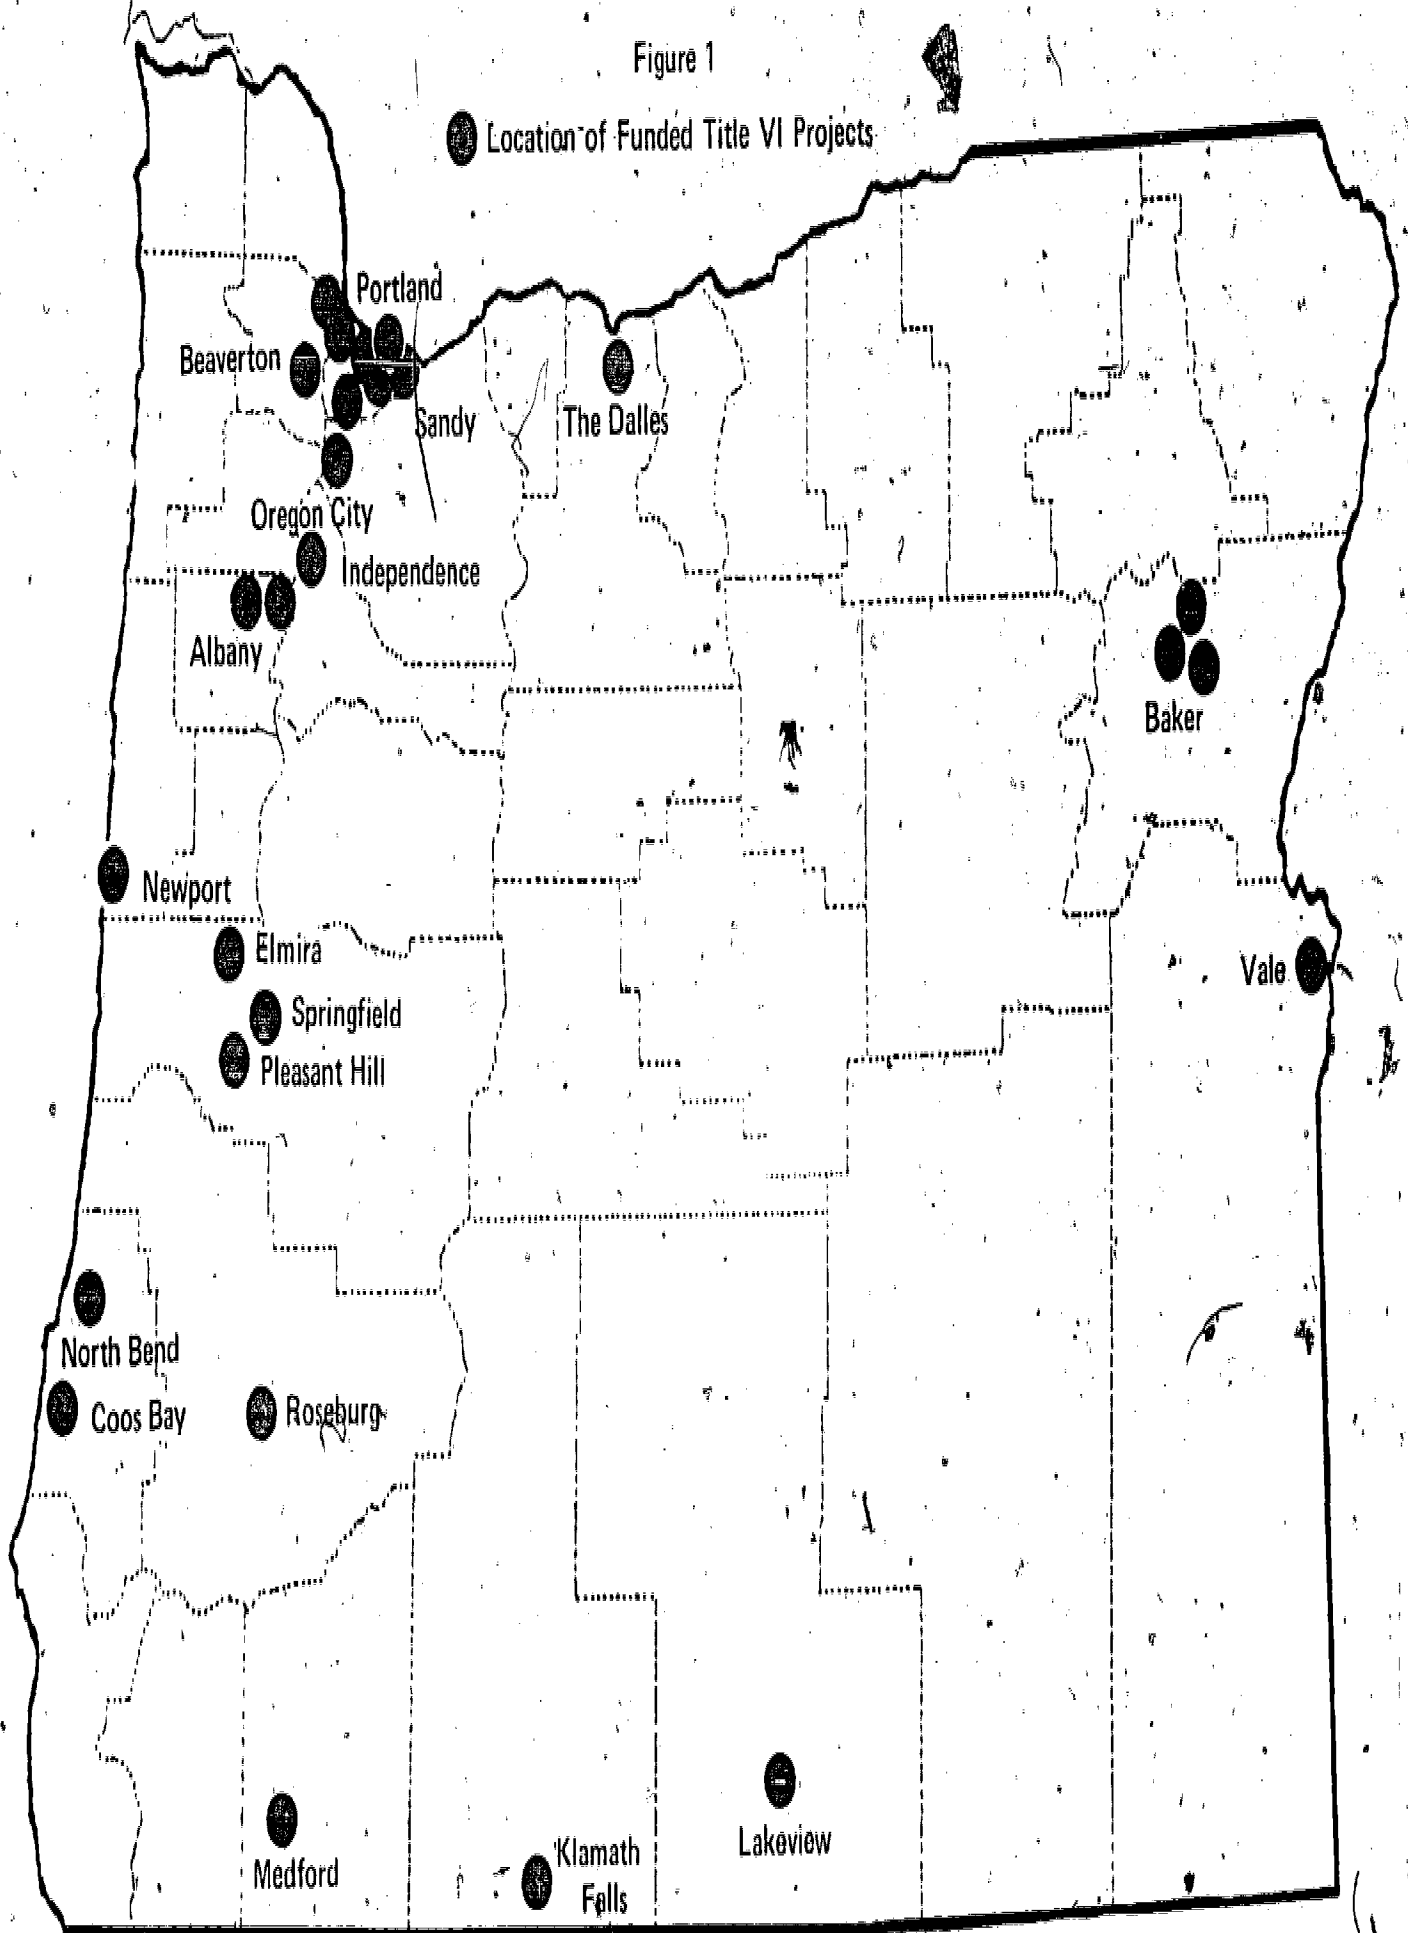 Figure 1
Location of Funded Title VI Projects
Portland
Beaverton
Sandy
The Dalles
Oregon City
Independence
Albany
Baker
Newport
Elmira
Vale
Springfield
Pleasant Hill
North Bend
Coos Bay
Roseburg
Lakeview
Medford
Klamath
Falls